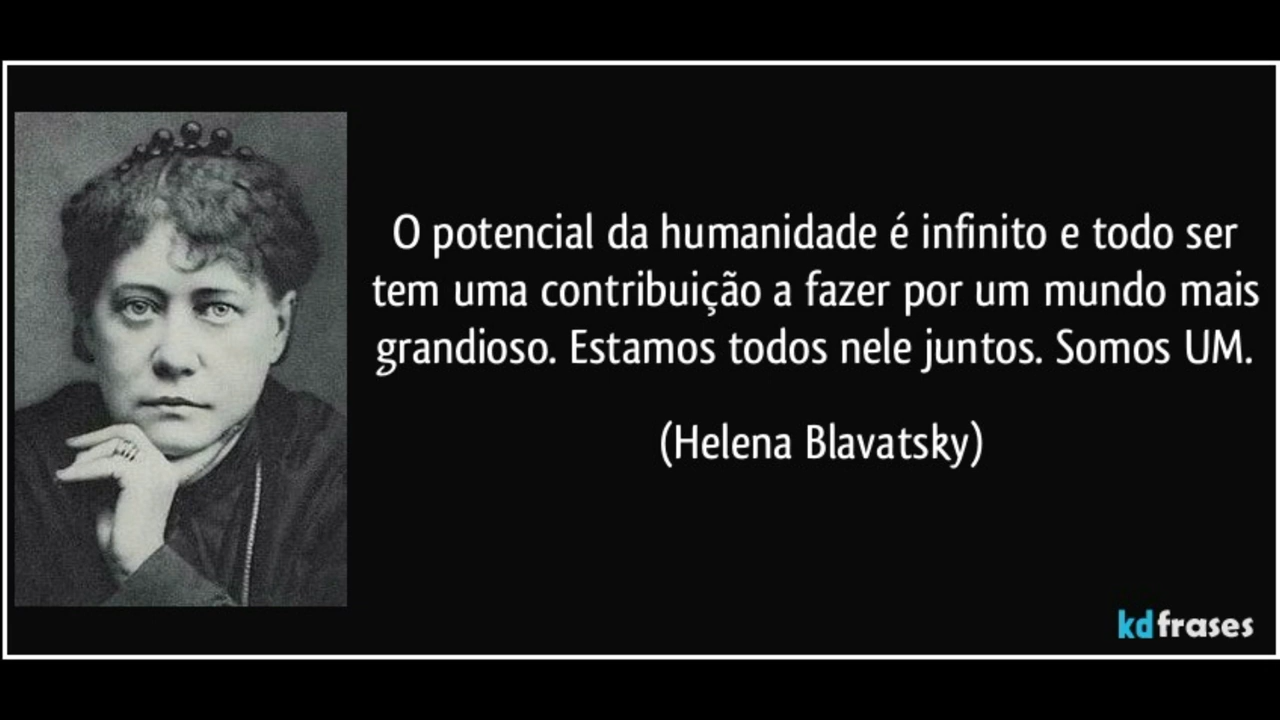 O potencial da humanidade é infinito e todo ser
tem uma contribuição a fazer por um mundo mais
grandioso. Estamos todos nele juntos. Somos UM.
(Helena Blavatsky)
kdfrases